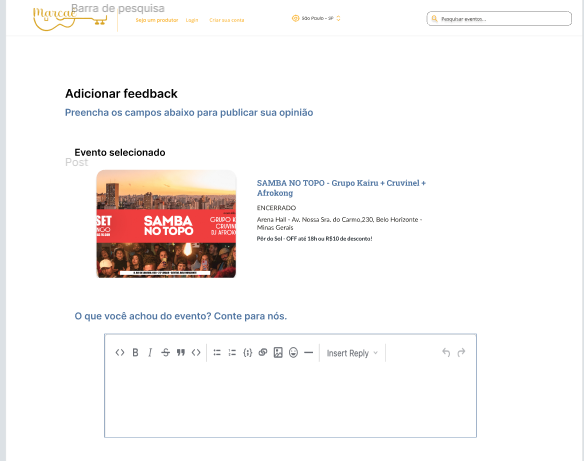 Barra de pesquisa
Marcaê
Seja um produtor Login Criar sua conta
São Paulo - SP
Pesquisar eventos...
Adicionar feedback
Preencha os campos abaixo para publicar sua opinião
Evento selecionado
Post
SET
SAMBA
NO TOPO
GRUPO K
CRUVINE
DJ AFROK
SAMBA NO TOPO - Grupo Kairu + Cruvinel +
Afrokong
ENCERRADO
Arena Hall - Av. Nossa Sra. do Carmo,230, Belo Horizonte -
Minas Gerais
Pôr do Sol - OFF até 18h ou R$10 de desconto!
O que você achou do evento? Conte para nós.
Insert Reply